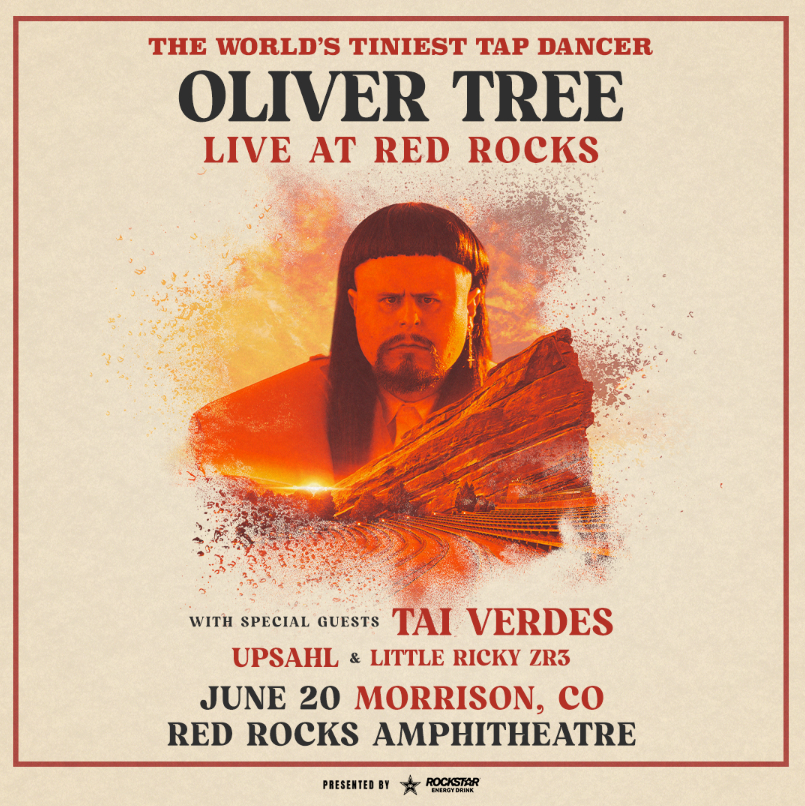 THE WORLD'S TINIEST TAP DANCER
OLIVER TREE
LIVE AT RED ROCKS
WITH SPECIAL GUESTS TAI VERDES
UPSAHL & LITTLE RICKY ZR3
JUNE 20 MORRISON, CO
RED ROCKS AMPHITHEATRE
PRESENTED BY ROCKSTAR
ENERGY DRINK